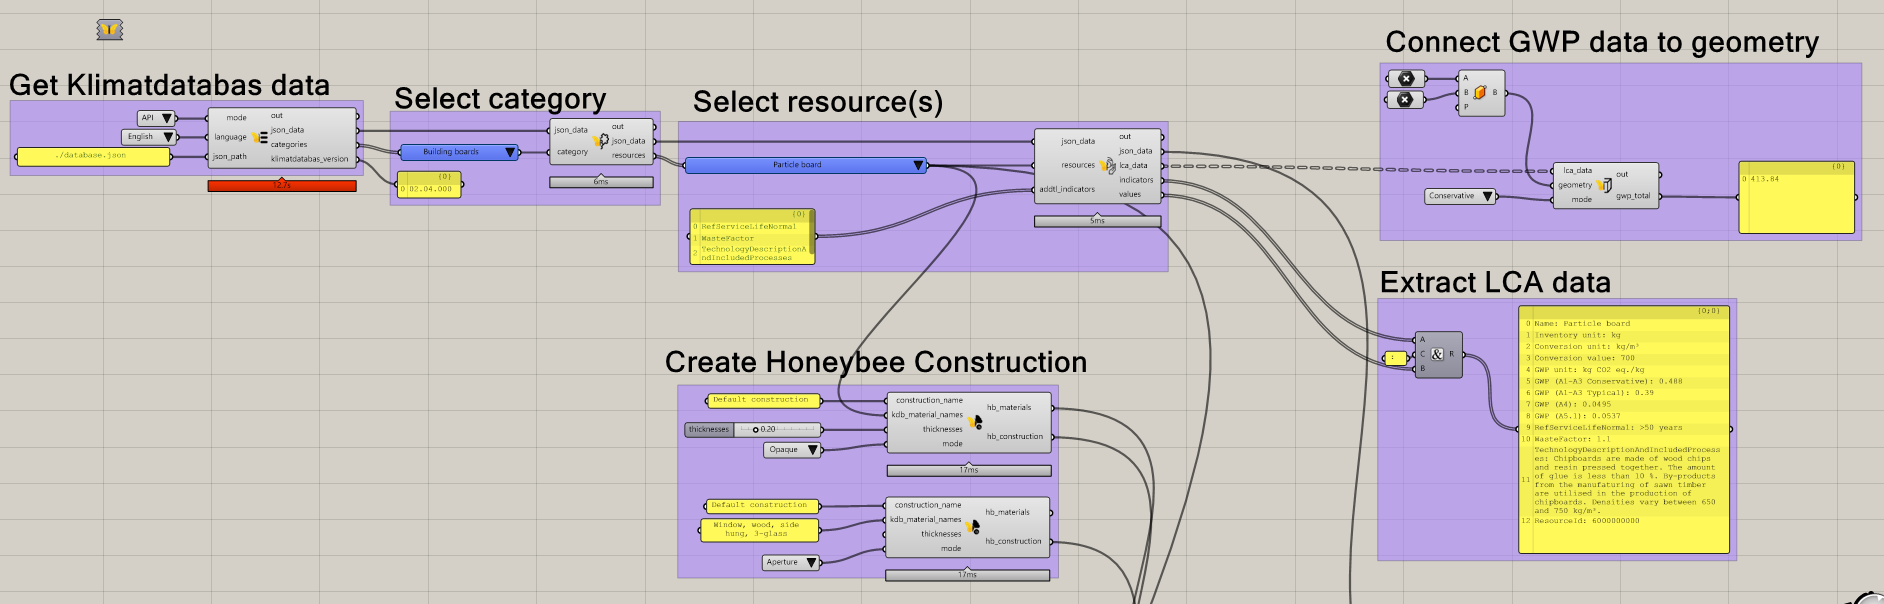 Get Klimatdatabas data
API
English
./database.json
mode
language
json_path
out
json_data
categories
klimatdatabas_version
12.7s
Select category
Building boards
{0}
0 02.04.000
json_data
category
out
json_data
resources
6ms
Select resource(s)
Particle board
{0}
0 RefServiceLifeNormal
1 WasteFactor
2 TechnologyDescriptionA
ndIncludedProcesses
json_data
resources
addtl_indicators
out
json_data
lca_data
indicators
values
5ms
Connect GWP data to geometry
A
B
P
B
Conservative
lca_data
geometry
mode
out
gwp_total
{0}
0 413.84
Extract LCA data
:
A
C
B
R
{0;0}
0 Name: Particle board
1 Inventory unit: kg
2 Conversion unit: kg/m³
3 Conversion value: 700
4 GWP unit: kg CO2 eq./kg
5 GWP (A1-A3 Conservative): 0.488
6 GWP (A1-A3 Typical): 0.39
7 GWP (A4): 0.0495
8 GWP (A5.1): 0.0537
9 RefServiceLifeNormal: >50 years
10 WasteFactor: 1.1
TechnologyDescriptionAndIncludedProcess
es: Chipboards are made of wood chips
and resin pressed together. The amount
of glue is less than 10 %. By-products
11 from the manufaturing of sawn timber
are utilised in the production of
chipboards. Densities vary between 650
and 750 kg/m³.
12 ResourceId: 6000000000
Create Honeybee Construction
Default construction
thicknesses 0.20
Opaque
construction_name
kdb_material_names
thicknesses
mode
hb_materials
hb_construction
17ms
Default construction
Window, wood, side
hung, 3-glass
Aperture
construction_name
kdb_material_names
thicknesses
mode
hb_materials
hb_construction
17ms